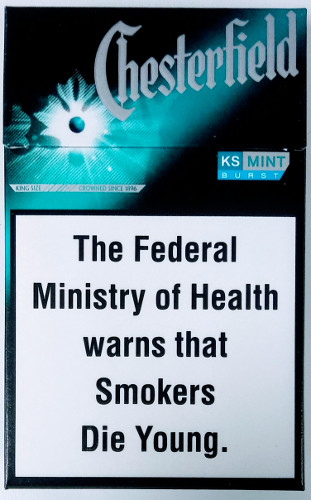 Chesterfield
KS MINT
BURST
KING SIZE CROWNED SINCE 1896
The Federal
Ministry of Health
warns that
Smokers
Die Young.